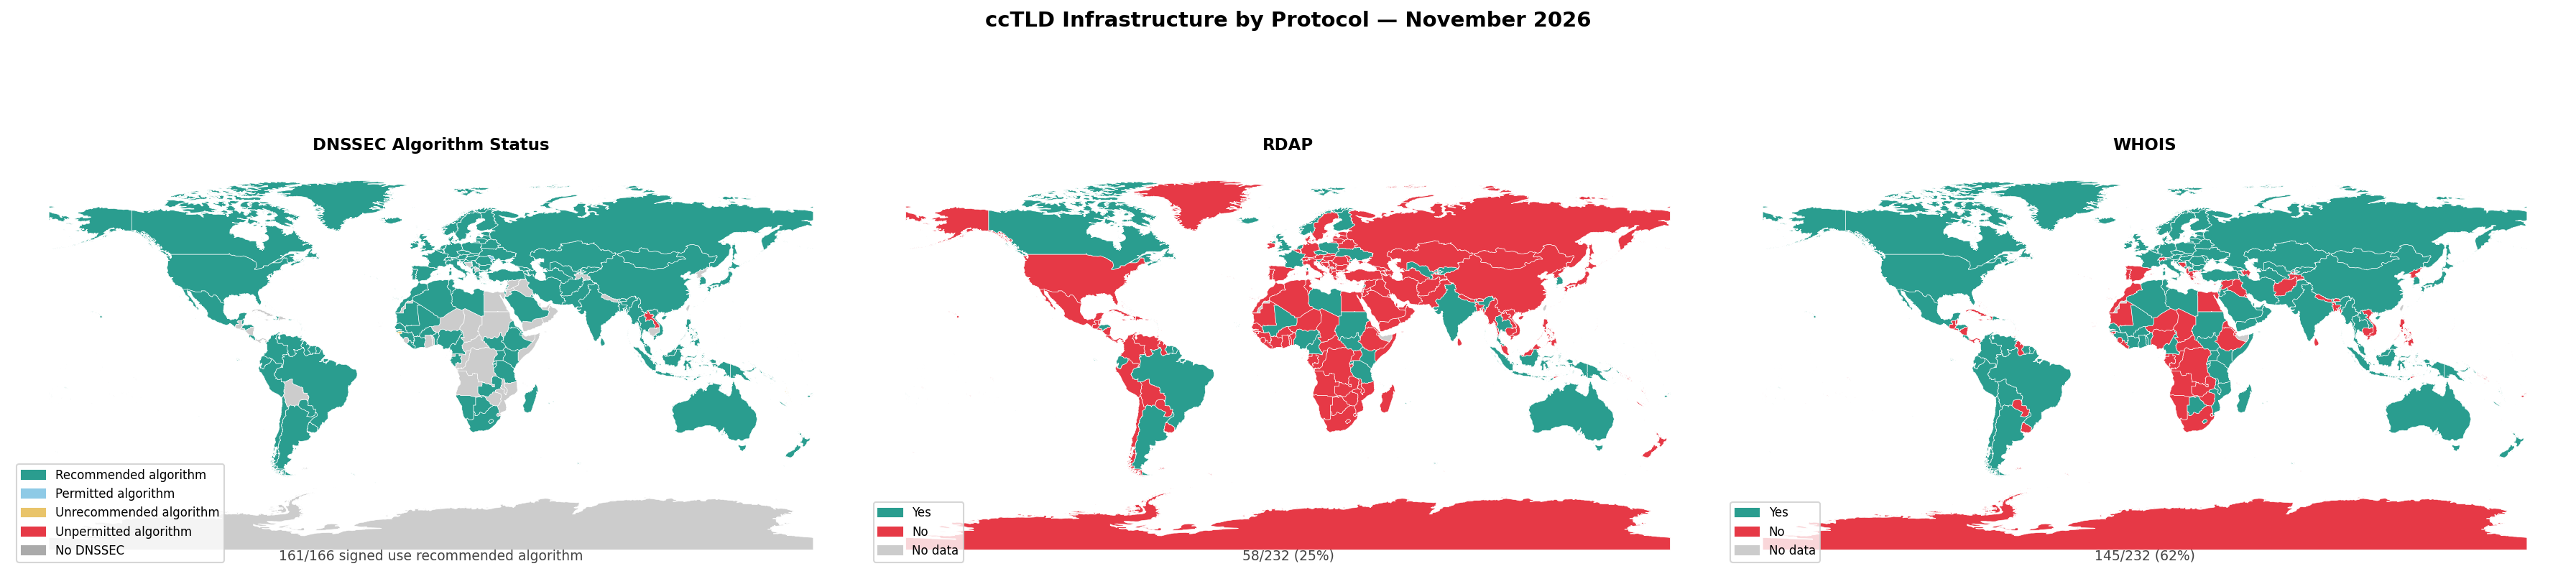 ccTLD Infrastructure by Protocol — November 2026
DNSSEC Algorithm Status
Recommended algorithm
Permitted algorithm
Unrecommended algorithm
Unpermitted algorithm
No DNSSEC
161/166 signed use recommended algorithm
RDAP
Yes
No
No data
58/232 (25%)
WHOIS
Yes
No
No data
145/232 (62%)